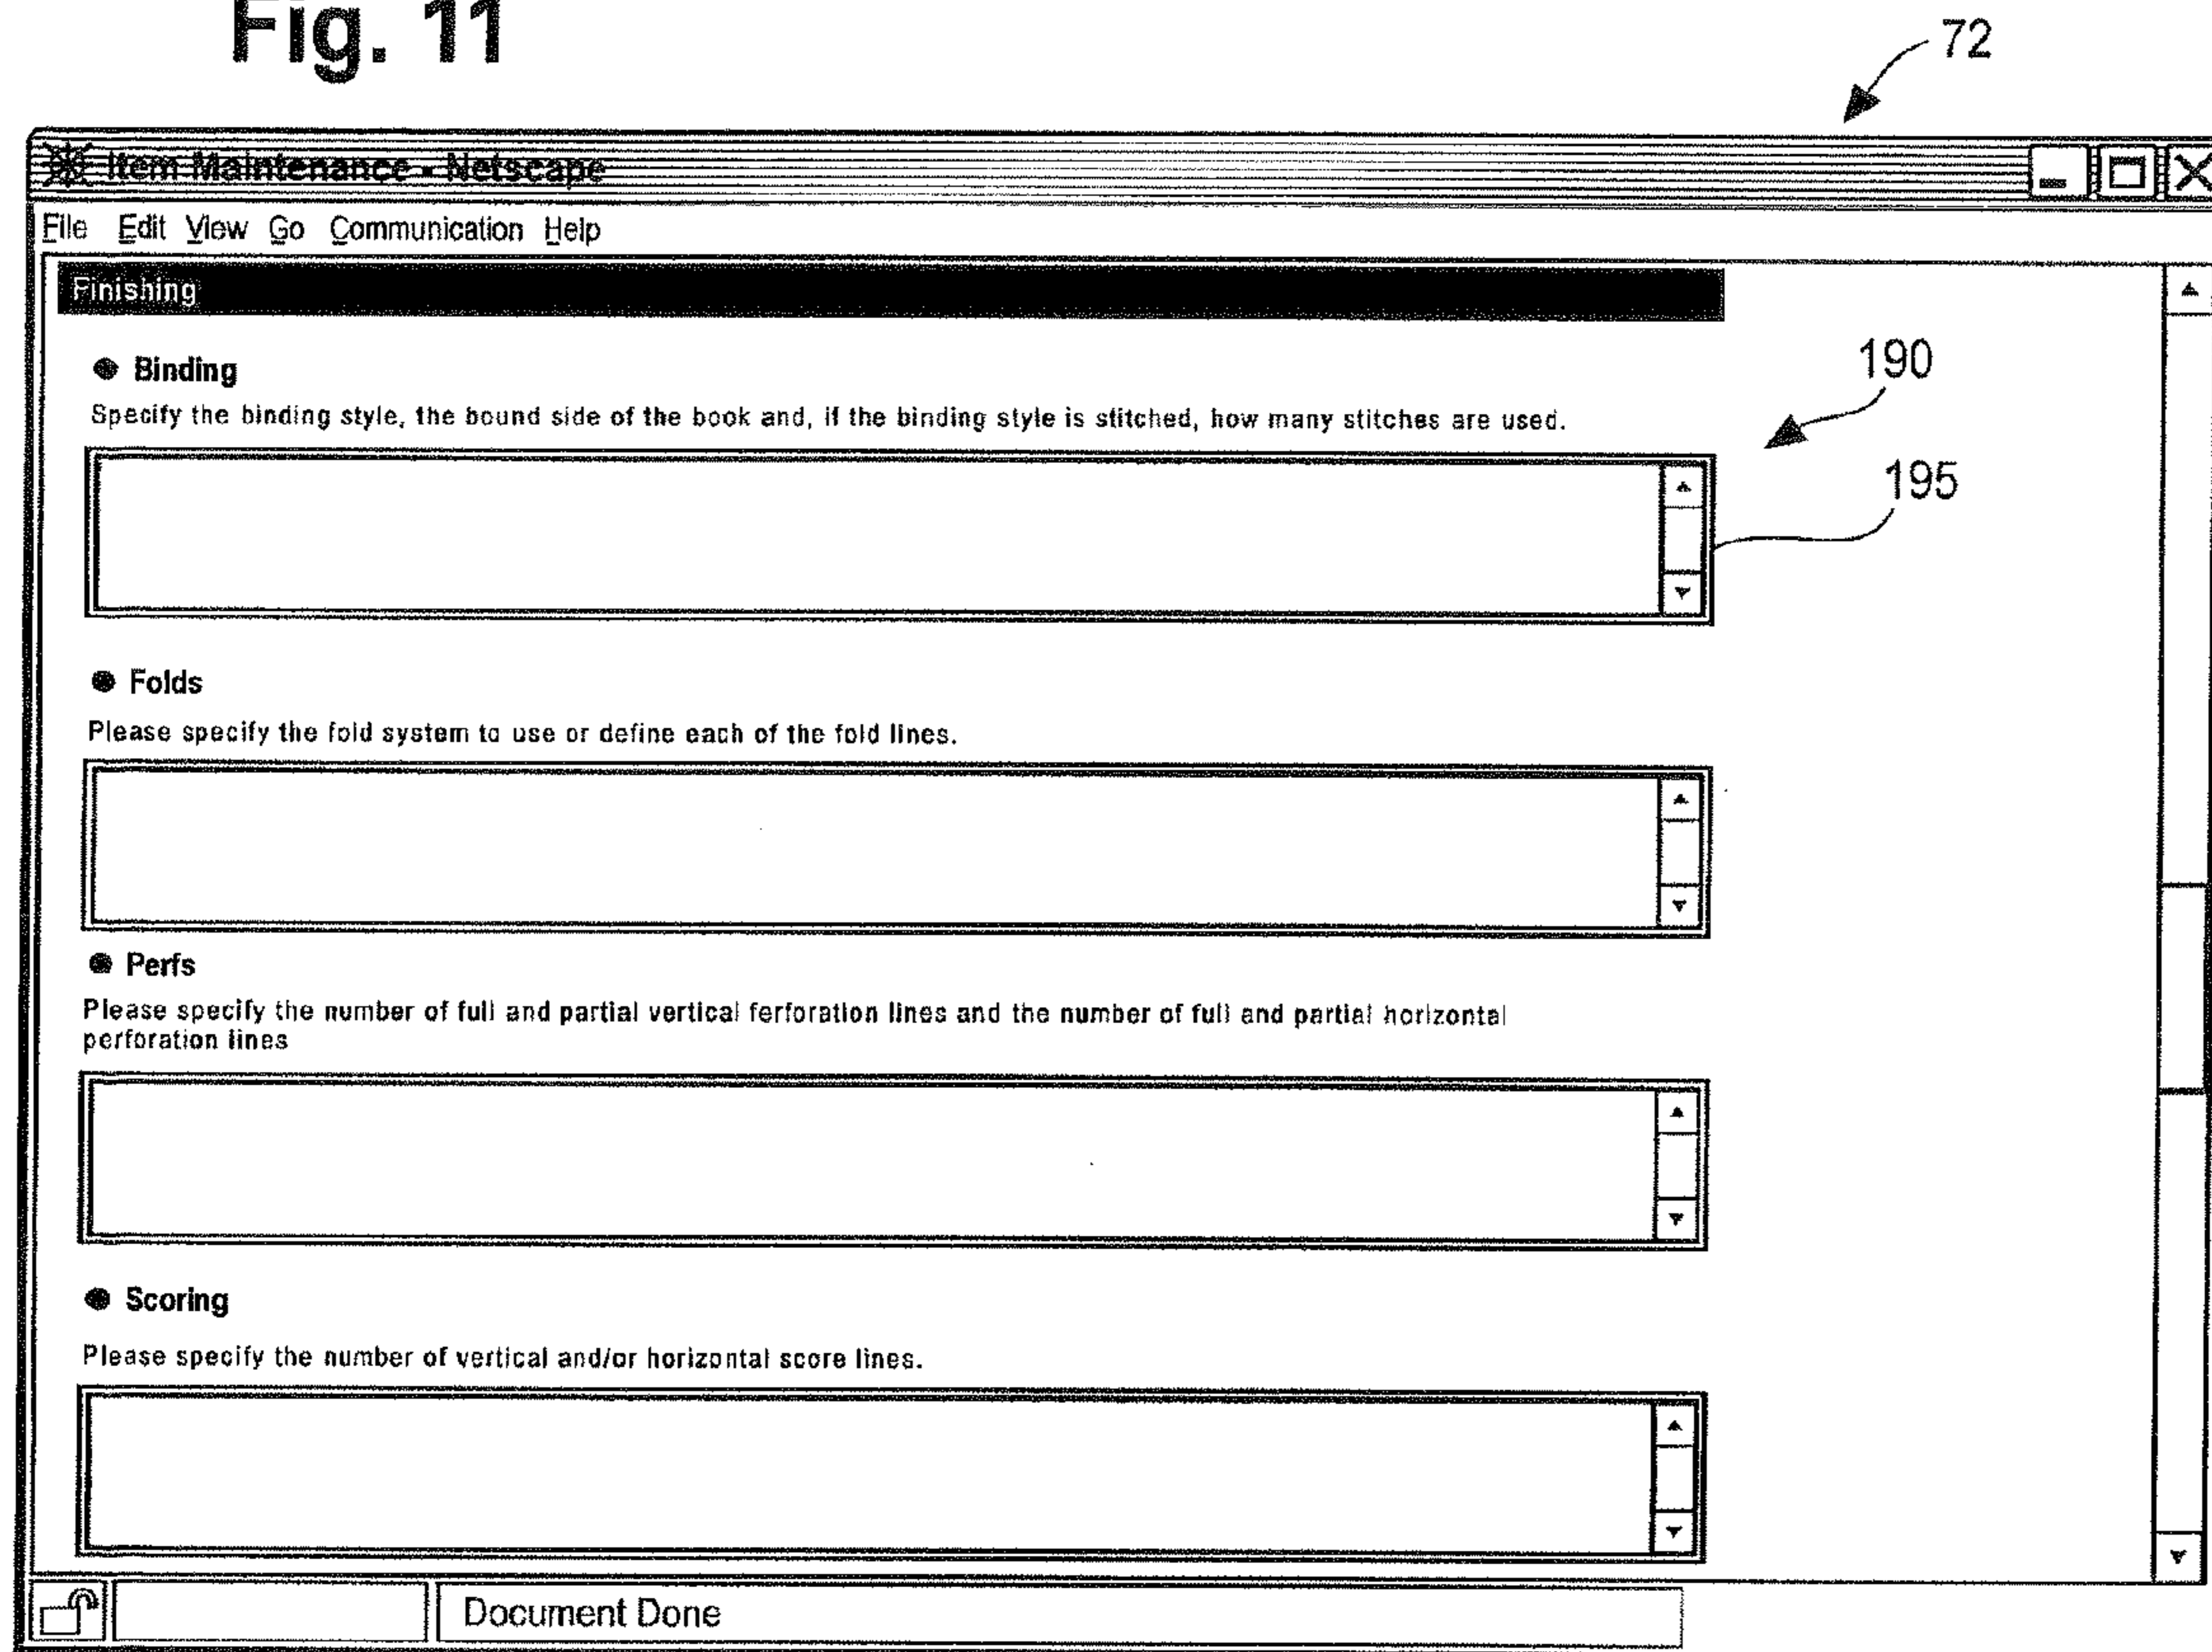 Fig. 11
72
Item Maintenance - Netscape
File Edit View Go Communication Help
Finishing
Binding
190
Specify the binding style, the bound side of the book and, if the binding style is stitched, how many stitches are used.
195
Folds
Please specify the fold system to use or define each of the fold lines.
Perfs
Please specify the number of full and partial vertical ferforation lines and the number of full and partial horizontal
perforation lines
Scoring
Please specify the number of vertical and/or horizontal score lines.
Document Done